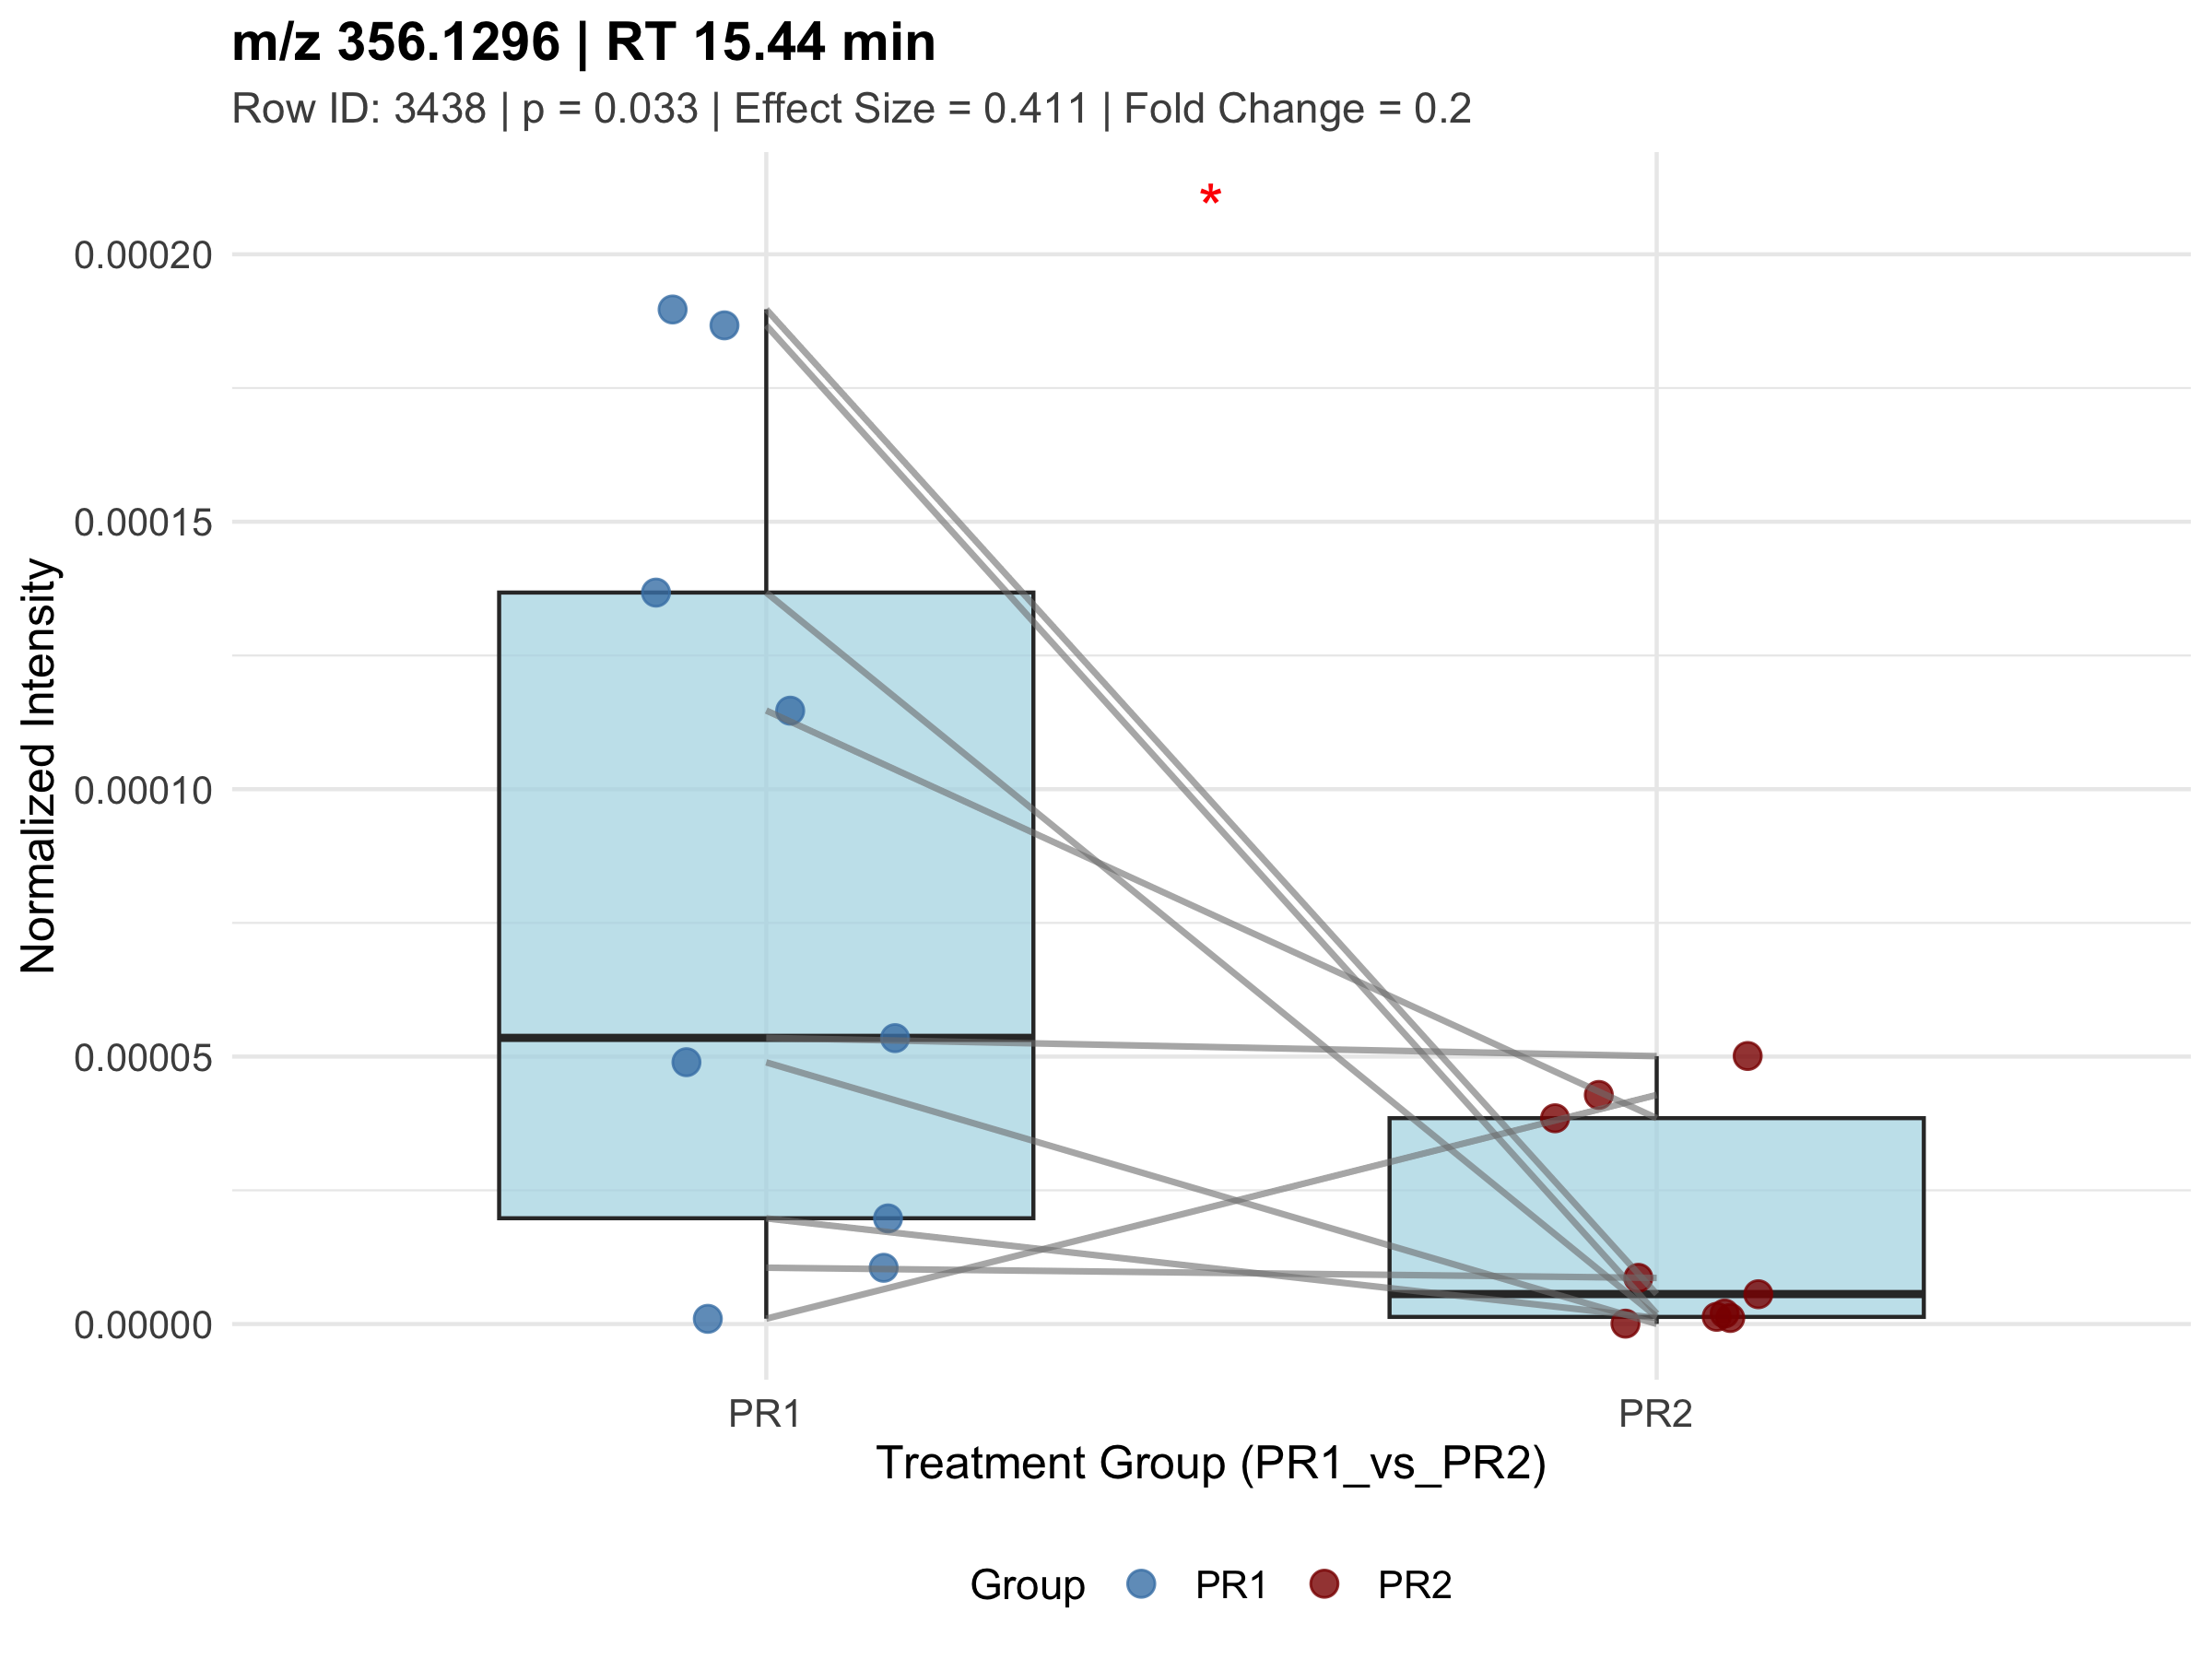 m/z 356.1296 | RT 15.44 min
Row ID: 3438 | p = 0.033 | Effect Size = 0.411 | Fold Change = 0.2
*
Normalized Intensity
0.00020
0.00015
0.00010
0.00005
0.00000
PR1 PR2
Treatment Group (PR1_vs_PR2)
Group PR1 PR2